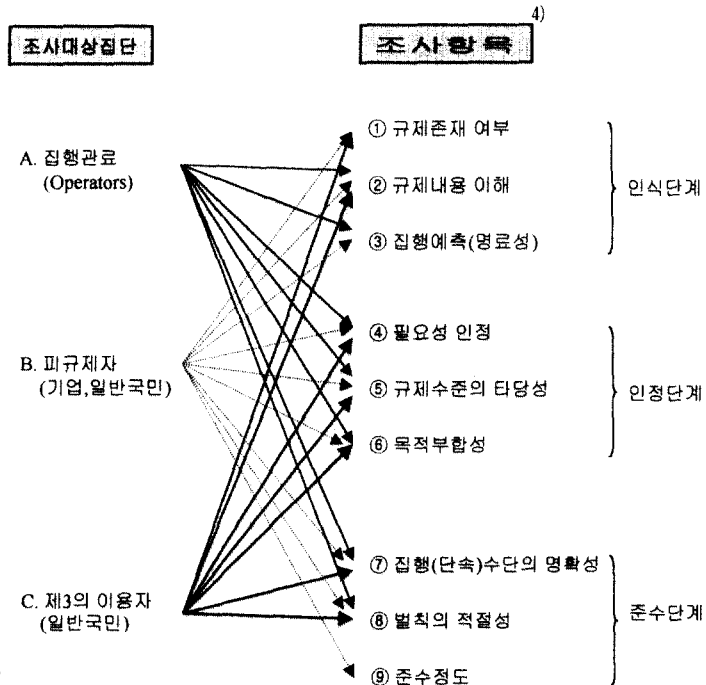 4)
조사대상집단
조사항목
① 규제존재 여부
A. 집행관료
(Operators)
② 규제내용 이해
인식단계
③ 집행예측(명료성)
④ 필요성 인정
B. 피규제자
(기업,일반국민)
⑤ 규제수준의 타당성
인정단계
⑥ 목적부합성
⑦ 집행(단속)수단의 명확성
C. 제3의 이용자
(일반국민)
⑧ 벌칙의 적절성
준수단계
⑨ 준수정도